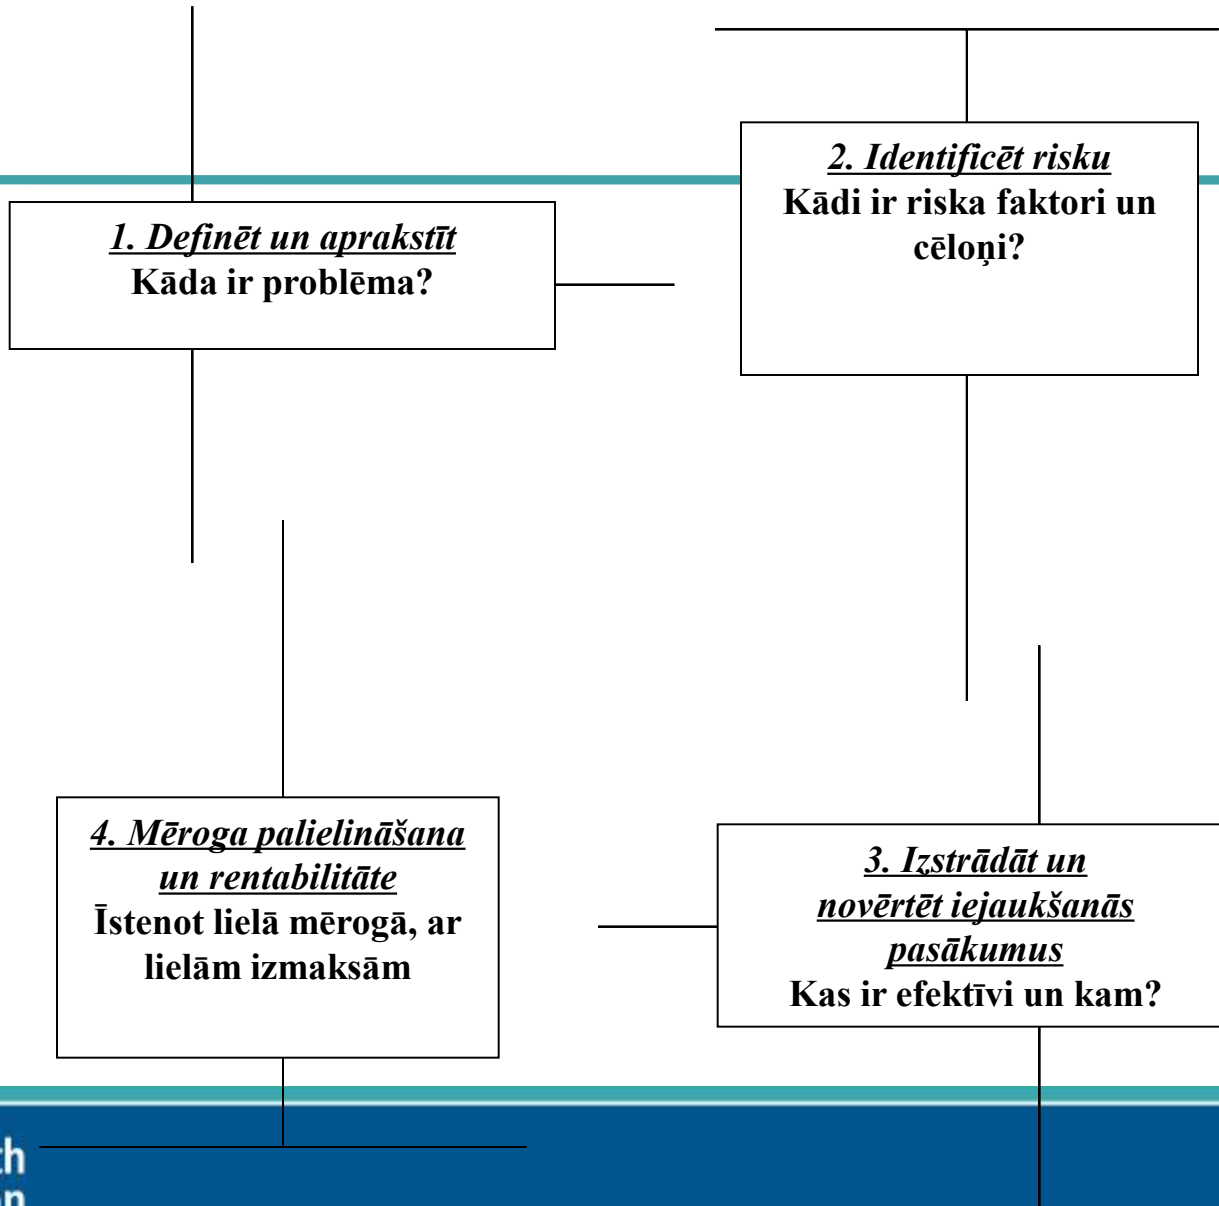 1. Definēt un aprakstīt
Kāda ir problēma?
2. Identificēt risku
Kādi ir riska faktori un
cēloņi?
3. Izstrādāt un
novērtēt iejaukšanās
pasākumus
Kas ir efektīvi un kam?
4. Mēroga palielināšana
un rentabilitāte
Īstenot lielā mērogā, ar
lielām izmaksām